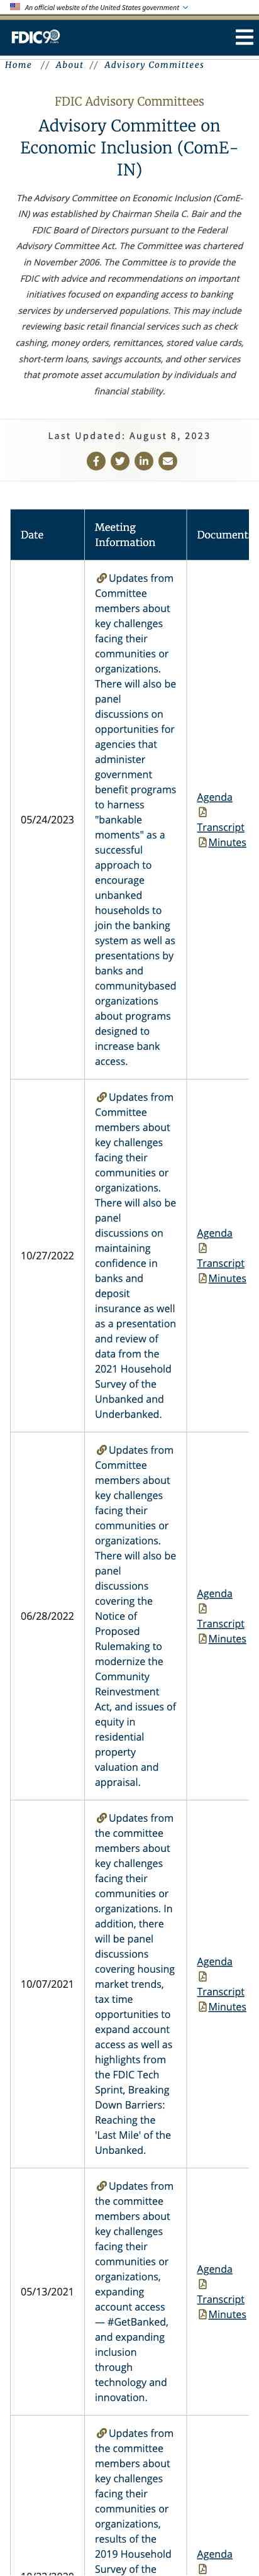 An official website of the United States government
FDIC90
Home // About // Advisory Committees
FDIC Advisory Committees
Advisory Committee on
Economic Inclusion (ComE-
IN)
The Advisory Committee on Economic Inclusion (ComE-
IN) was established by Chairman Sheila C. Bair and the
FDIC Board of Directors pursuant to the Federal
Advisory Committee Act. The Committee was chartered
in November 2006. The Committee is to provide the
FDIC with advice and recommendations on important
initiatives focused on expanding access to banking
services by underserved populations. This may include
reviewing basic retail financial services such as check
cashing, money orders, remittances, stored value cards,
short-term loans, savings accounts, and other services
that promote asset accumulation by individuals and
financial stability.
Last Updated: August 8, 2023
Date
Meeting
Information
Document
05/24/2023
Updates from
Committee
members about
key challenges
facing their
communities or
organizations.
There will also be
panel
discussions on
opportunities for
agencies that
administer
government
benefit programs
to harness
"bankable
moments" as a
successful
approach to
encourage
unbanked
households to
join the banking
system as well as
presentations by
banks and
communitybased
organizations
about programs
designed to
increase bank
access.
Agenda
Transcript
Minutes
10/27/2022
Updates from
Committee
members about
key challenges
facing their
communities or
organizations.
There will also be
panel
discussions on
maintaining
confidence in
banks and
deposit
insurance as well
as a presentation
and review of
data from the
2021 Household
Survey of the
Unbanked and
Underbanked.
Agenda
Transcript
Minutes
06/28/2022
Updates from
Committee
members about
key challenges
facing their
communities or
organizations.
There will also be
panel
discussions
covering the
Notice of
Proposed
Rulemaking to
modernize the
Community
Reinvestment
Act, and issues of
equity in
residential
property
valuation and
appraisal.
Agenda
Transcript
Minutes
10/07/2021
Updates from
the committee
members about
key challenges
facing their
communities or
organizations. In
addition, there
will be panel
discussions
covering housing
market trends,
tax time
opportunities to
expand account
access as well as
highlights from
the FDIC Tech
Sprint, Breaking
Down Barriers:
Reaching the
'Last Mile' of the
Unbanked.
Agenda
Transcript
Minutes
05/13/2021
Updates from
the committee
members about
key challenges
facing their
communities or
organizations,
expanding
account access
— #GetBanked,
and expanding
inclusion
through
technology and
innovation.
Agenda
Transcript
Minutes
Updates from
the committee
members about
key challenges
facing their
communities or
organizations,
results of the
2019 Household
Survey of the
Agenda